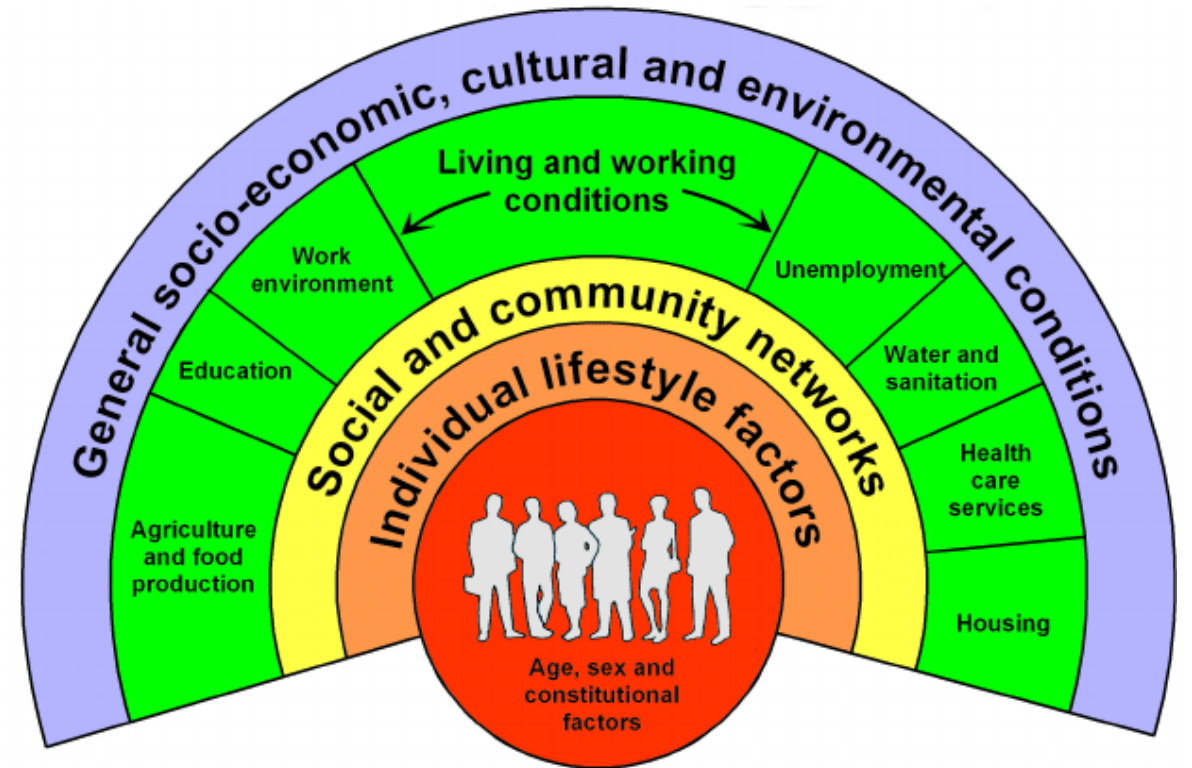 General socio-economic, cultural and environmental conditions
Living and working
conditions
Work
environment
Unemployment
Education
Water and
sanitation
Agriculture
and food
production
Health
care
services
Housing
Social and community networks
Individual lifestyle factors
Age, sex and
constitutional
factors